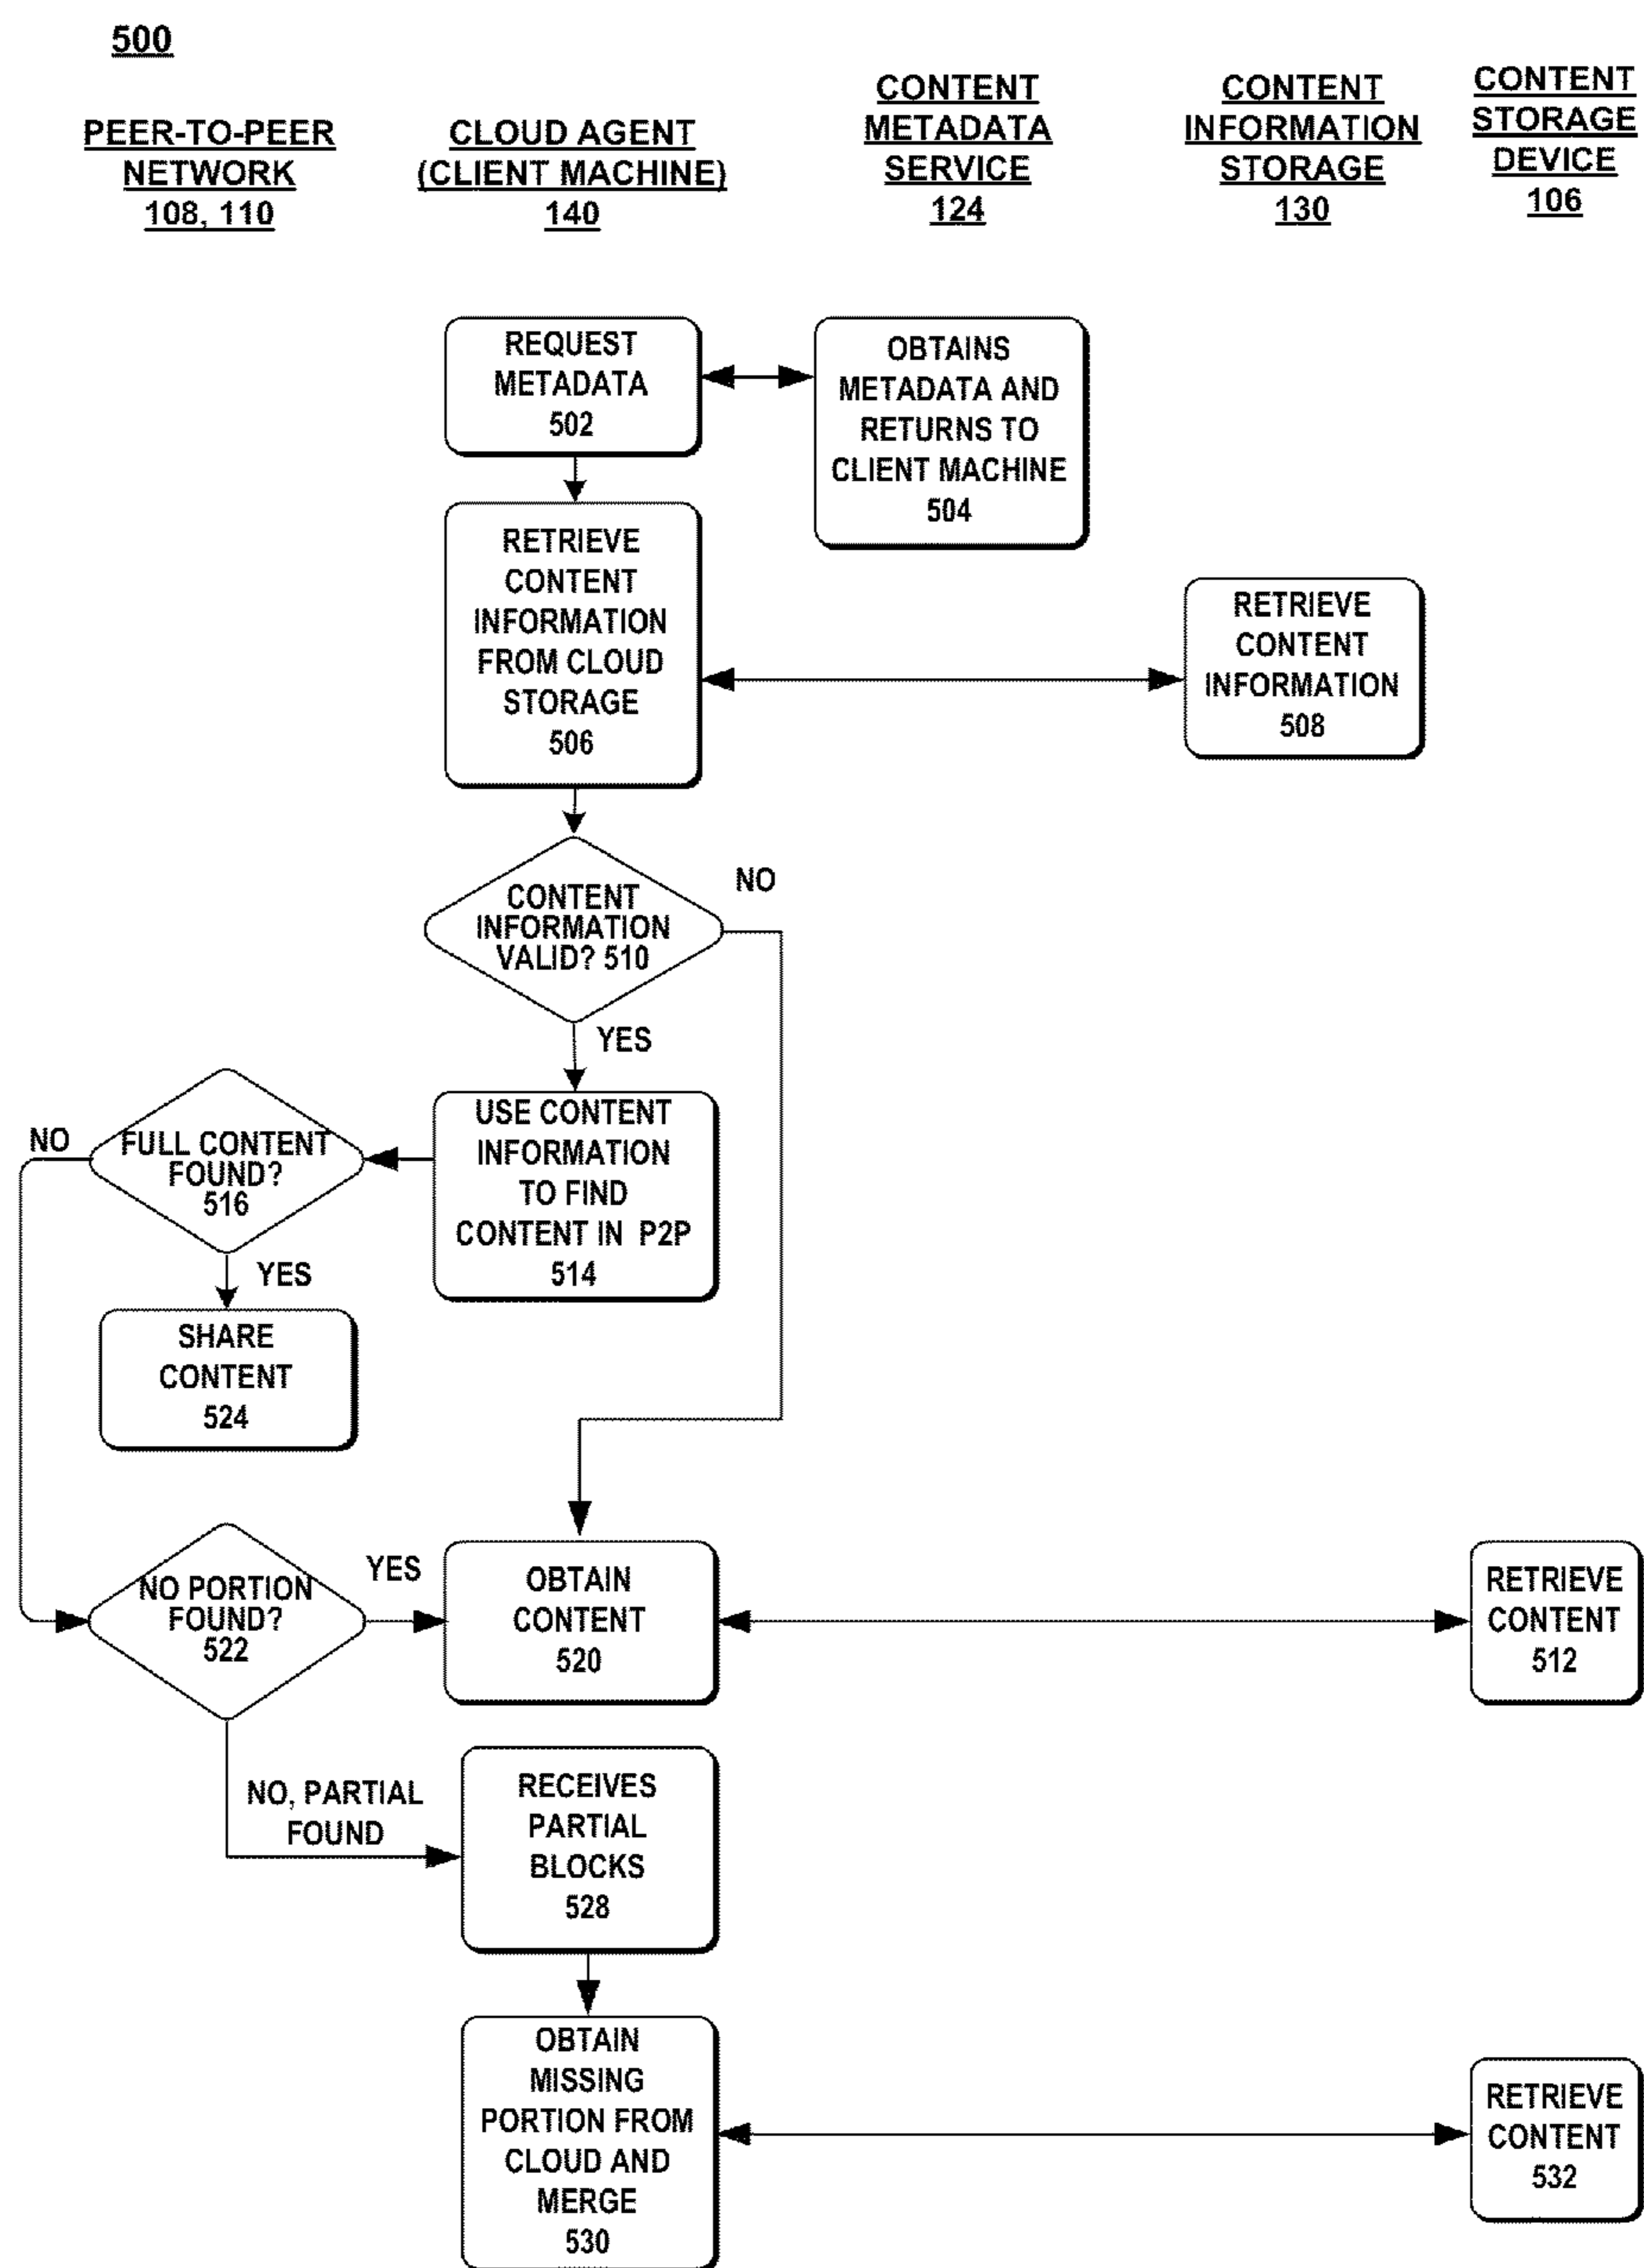 500
PEER-TO-PEER
NETWORK
108, 110
CLOUD AGENT
(CLIENT MACHINE)
140
CONTENT
METADATA
SERVICE
124
CONTENT
INFORMATION
STORAGE
130
CONTENT
STORAGE
DEVICE
106
REQUEST
METADATA
502
OBTAINS
METADATA AND
RETURNS TO
CLIENT MACHINE
504
RETRIEVE
CONTENT
INFORMATION
FROM CLOUD
STORAGE
506
RETRIEVE
CONTENT
INFORMATION
508
CONTENT
INFORMATION
VALID? 510
NO
YES
USE CONTENT
INFORMATION
TO FIND
CONTENT IN P2P
514
NO
FULL CONTENT
FOUND?
516
YES
SHARE
CONTENT
524
NO PORTION
FOUND?
522
YES
OBTAIN
CONTENT
520
RETRIEVE
CONTENT
512
NO, PARTIAL
FOUND
RECEIVES
PARTIAL
BLOCKS
528
OBTAIN
MISSING
PORTION FROM
CLOUD AND
MERGE
530
RETRIEVE
CONTENT
532